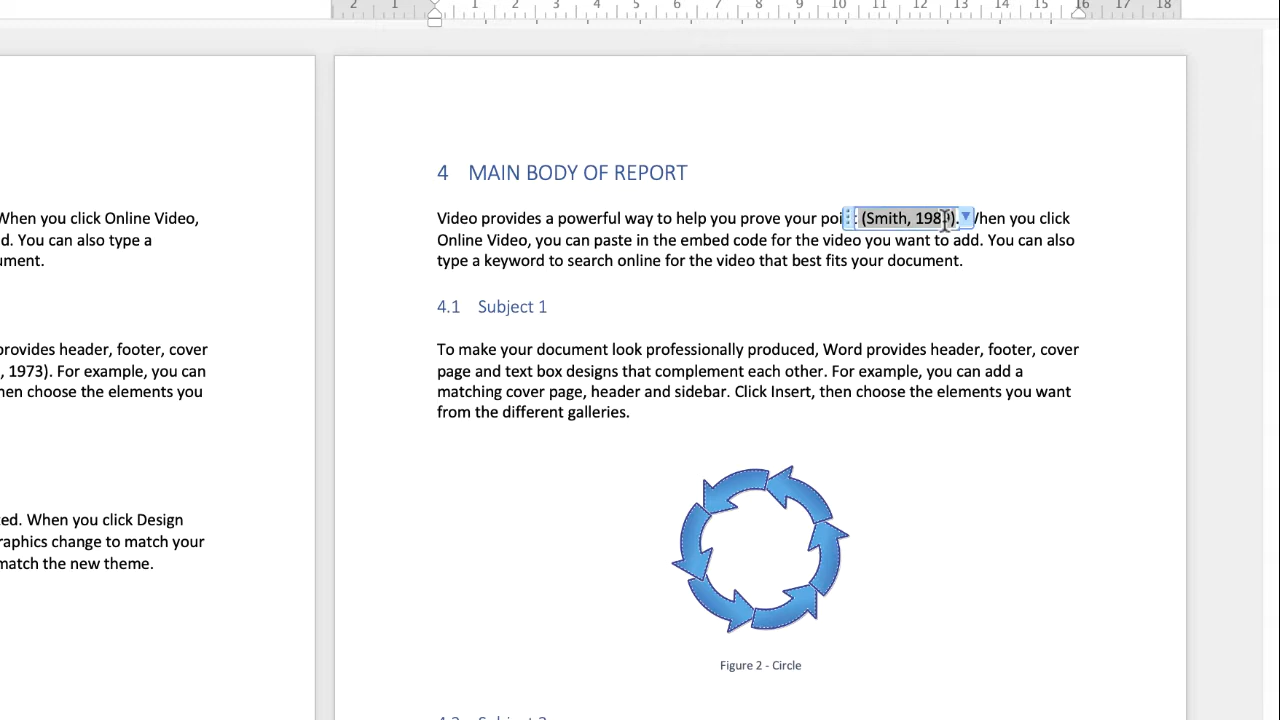 2 1 1 2 3 4 5 6 7 8 9 10 11 12 13 14 15 16 17 18
When you click Online Video,
d. You can also type a
ument.
provides header, footer, cover
, 1973). For example, you can
hen choose the elements you
ted. When you click Design
raphics change to match your
match the new theme.
4 MAIN BODY OF REPORT
Video provides a powerful way to help you prove your poi (Smith, 198 ). When you click
Online Video, you can paste in the embed code for the video you want to add. You can also
type a keyword to search online for the video that best fits your document.
4.1 Subject 1
To make your document look professionally produced, Word provides header, footer, cover
page and text box designs that complement each other. For example, you can add a
matching cover page, header and sidebar. Click Insert, then choose the elements you want
from the different galleries.
Figure 2 - Circle